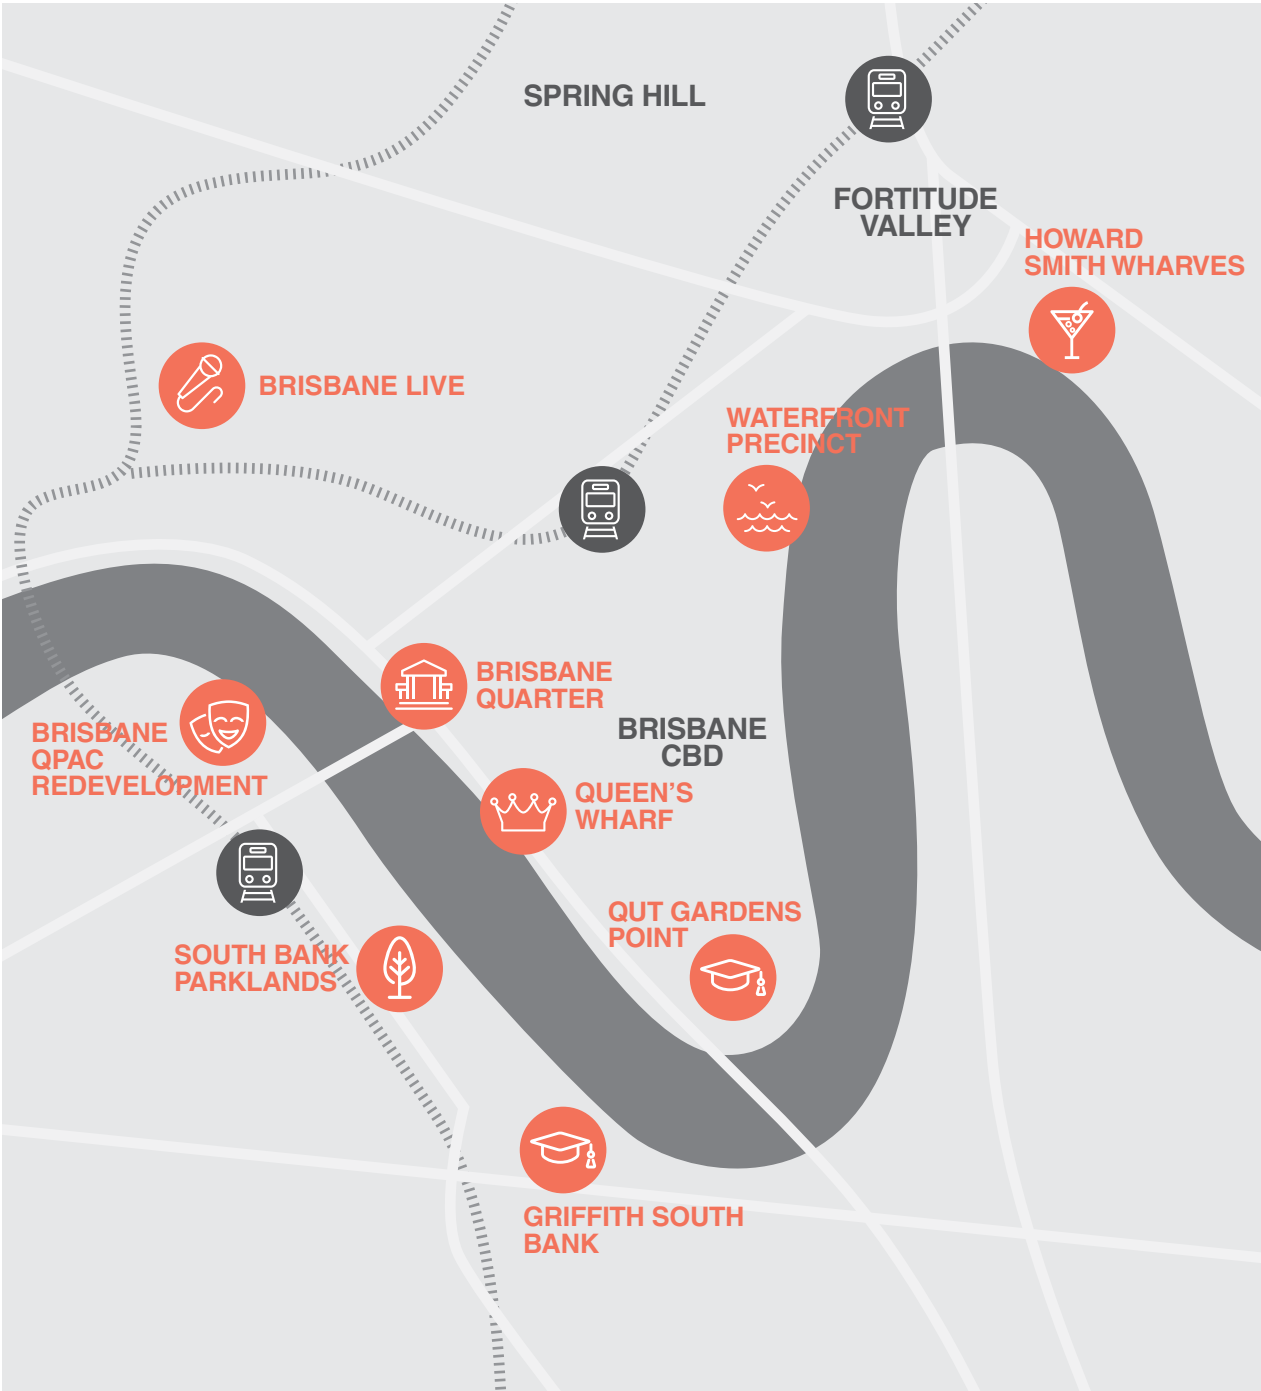 SPRING HILL
FORTITUDE
VALLEY
HOWARD
SMITH WHARVES
BRISBANE LIVE
WATERFRONT
PRECINCT
BRISBANE
QUARTER
BRISBANE
CBD
BRISBANE
QPAC
REDEVELOPMENT
QUEEN'S
WHARF
QUT GARDENS
POINT
SOUTH BANK
PARKLANDS
GRIFFITH SOUTH
BANK